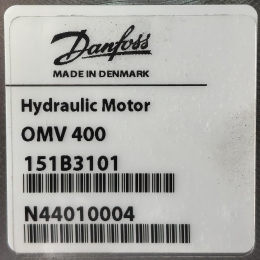 Danfoss
MADE IN DENMARK
Hydraulic Motor
OMV 400
151B3101
N44010004